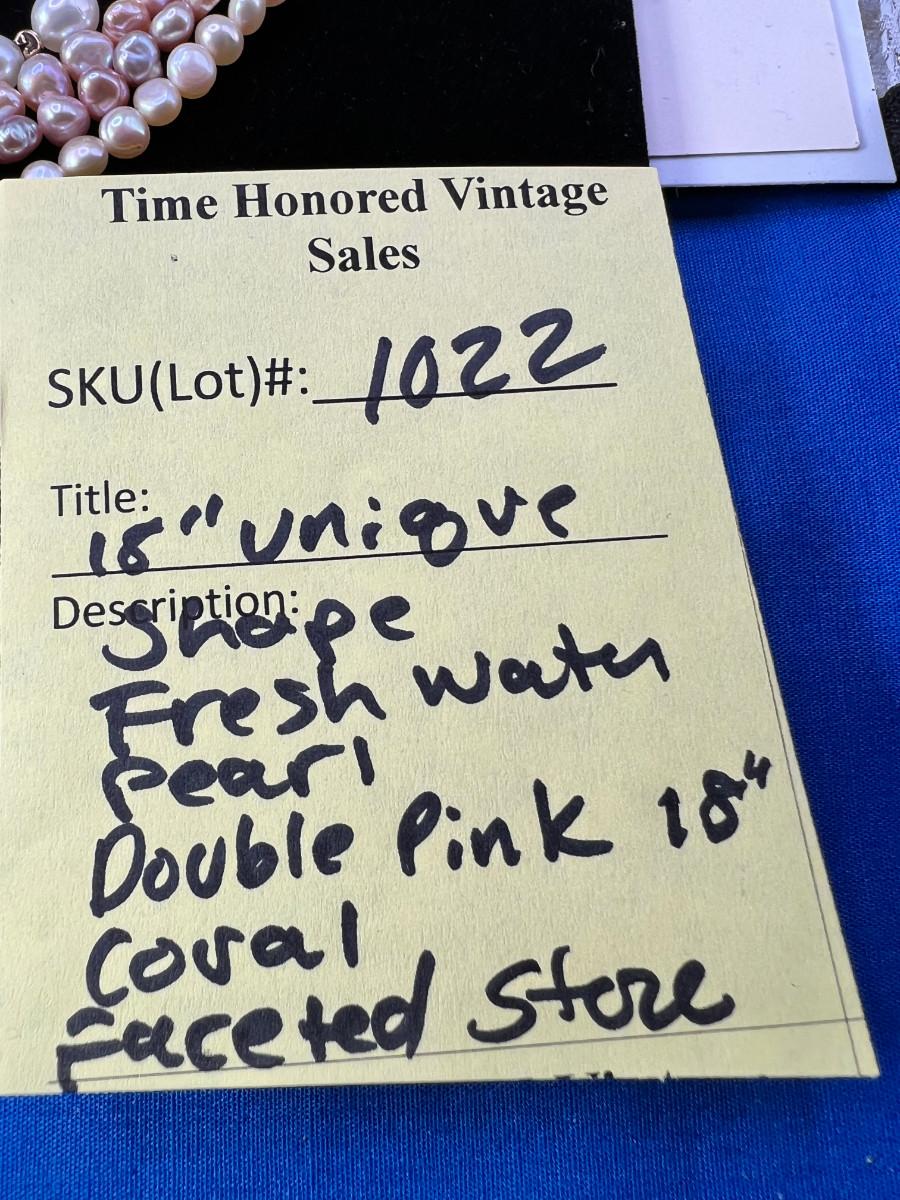 Time Honored Vintage
Sales
SKU(Lot)#: 1022
Title:
18" unique
Description:
Shape
Fresh water
pearl
Double Pink 18"
Coral
Faceted Stone